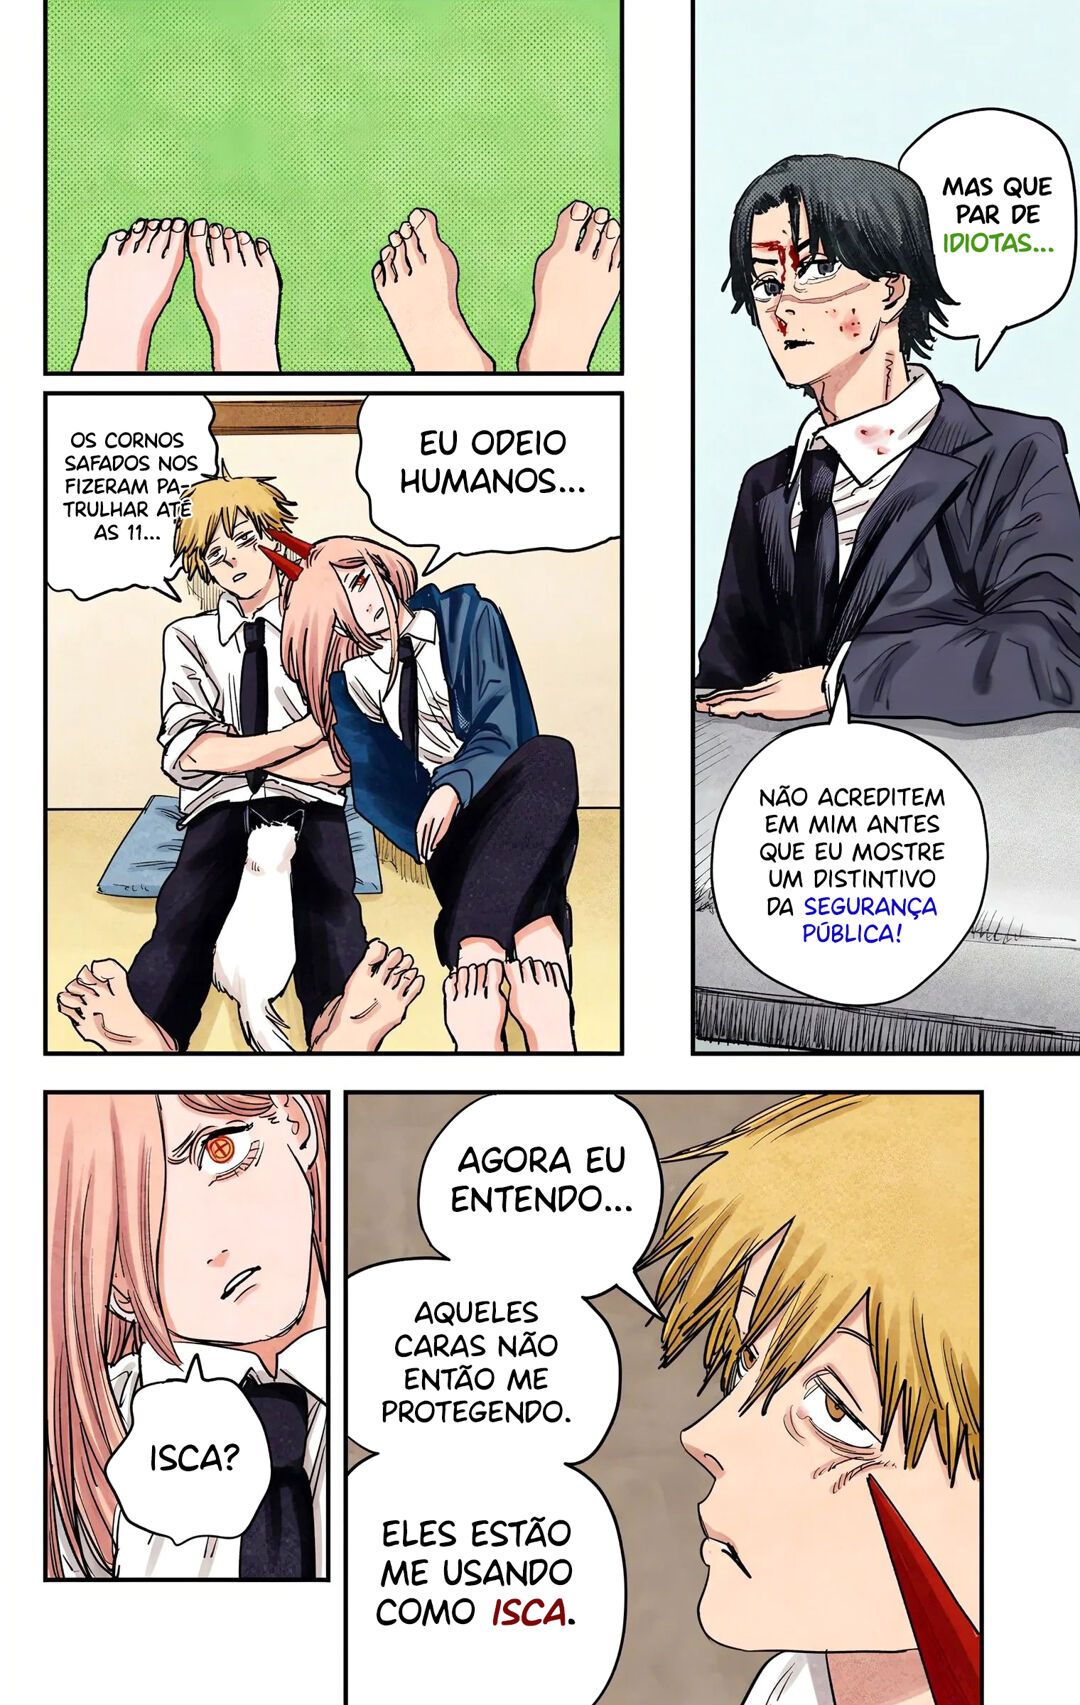 MAS QUE
PAR DE
IDIOTAS...
NÃO ACREDITEM
EM MIM ANTES
QUE EU MOSTRE
UM DISTINTIVO
DA SEGURANÇA
PÚBLICA!
EU ODEIO
HUMANOS...
OS CORNOS
SAFADOS NOS
FIZERAM PA-
TRULHAR ATÉ
AS 11...
AGORA EU
ENTENDO...
AQUELES
CARAS NÃO
ENTÃO ME
PROTEGENDO.
ELES ESTÃO
ME USANDO
COMO ISCA.
ISCA?